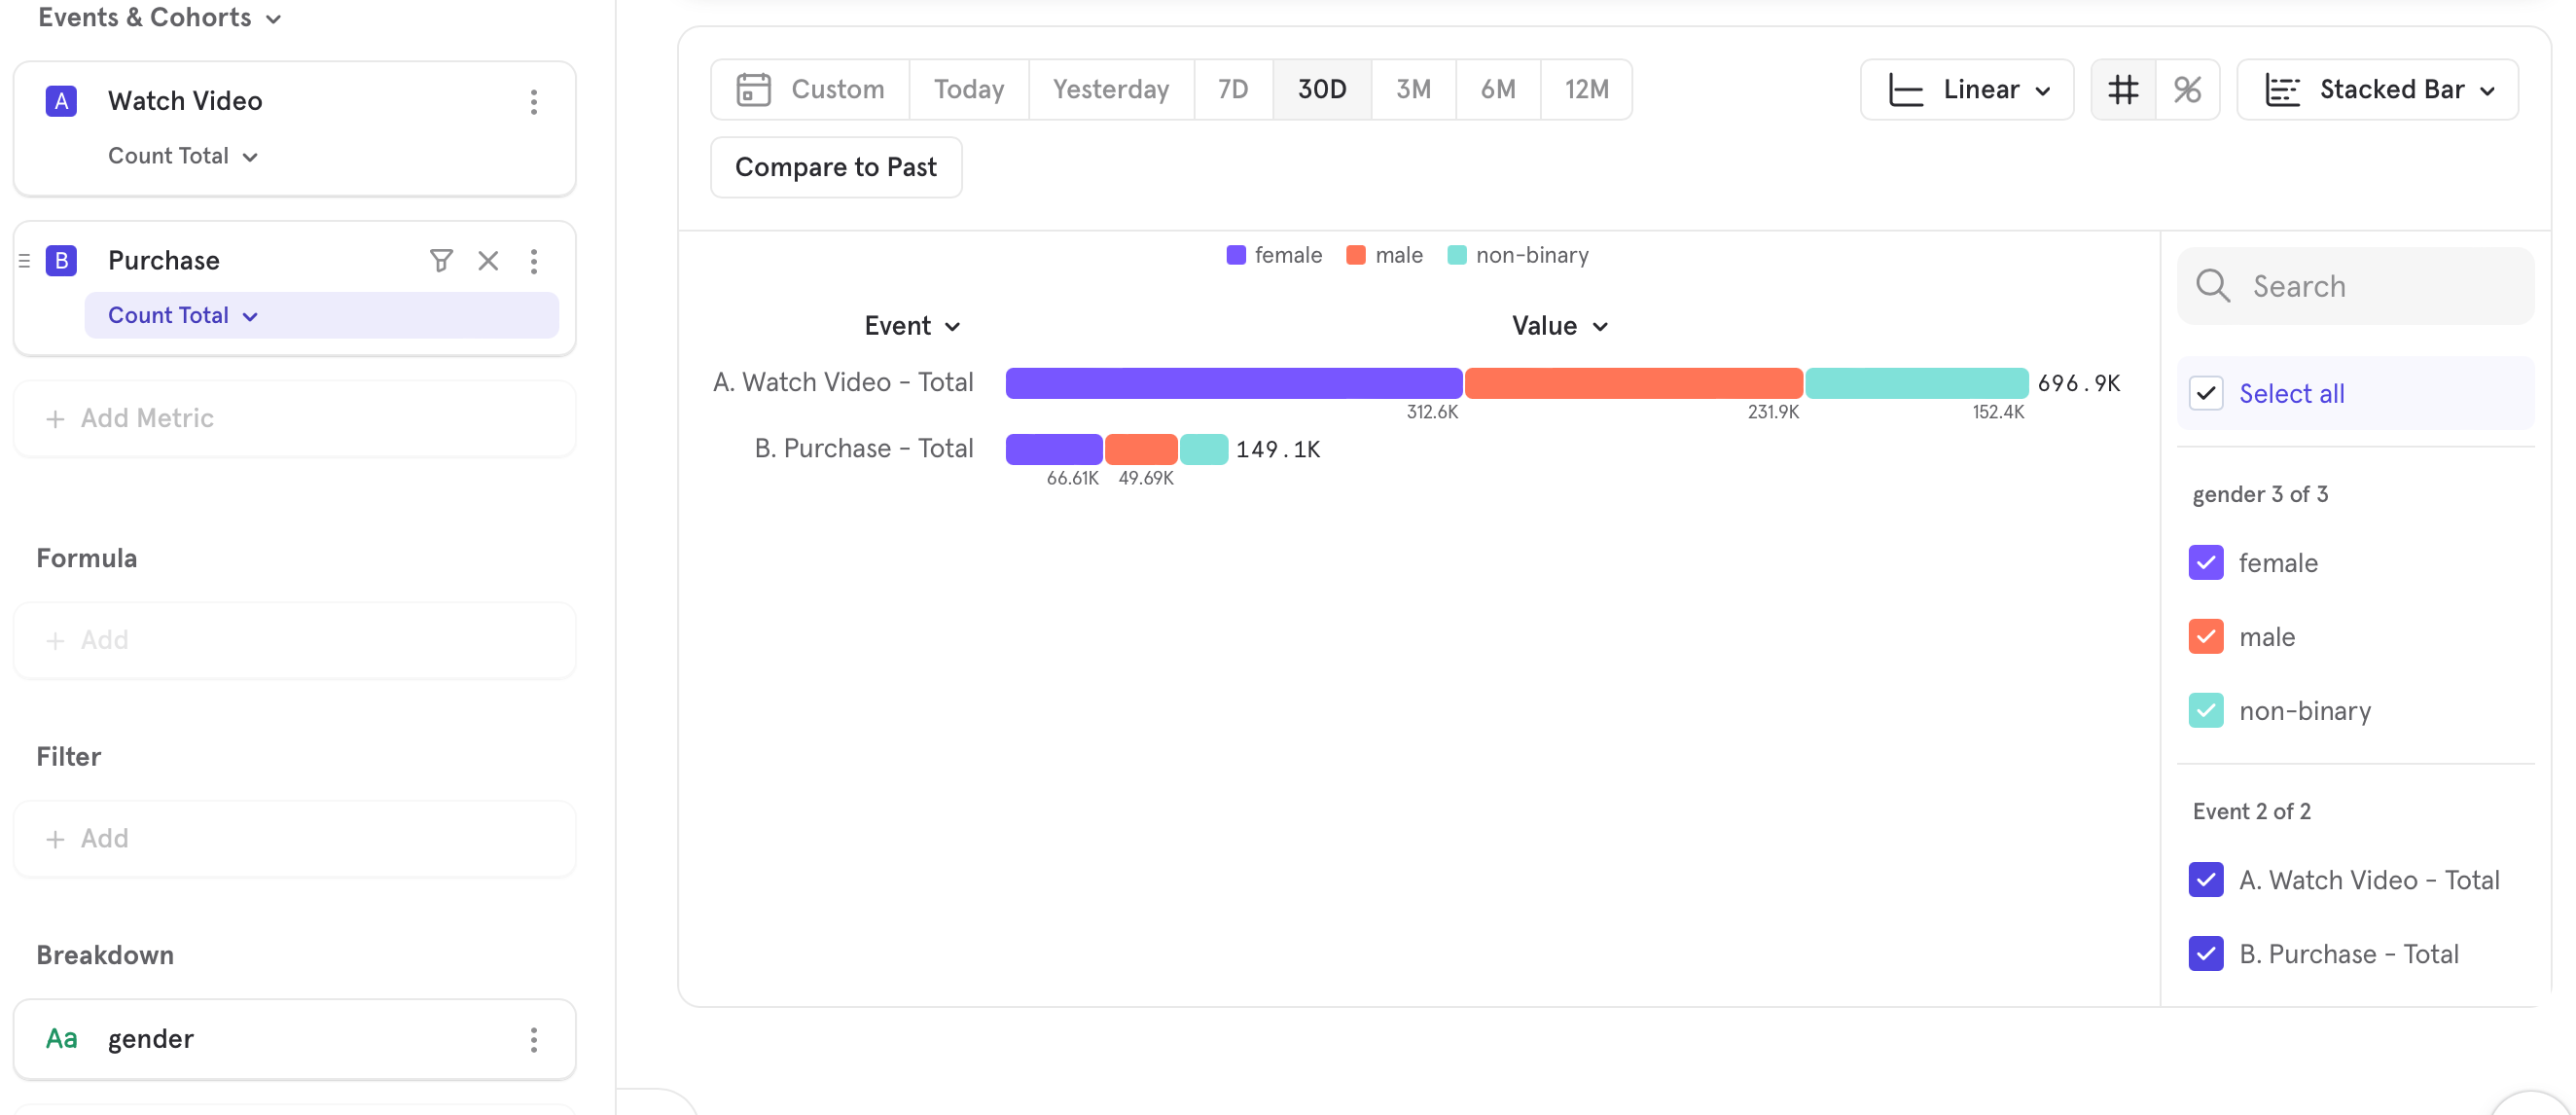 Events & Cohorts
A Watch Video
Count Total
B Purchase
Count Total
+ Add Metric
Formula
+ Add
Filter
+ Add
Breakdown
Aa gender
Custom Today Yesterday 7D 30D 3M 6M 12M
Linear # % Stacked Bar
Compare to Past
female male non-binary
Event Value
A. Watch Video - Total 696.9K
312.6K 231.9K 152.4K
B. Purchase - Total 149.1K
66.61K 49.69K
Search
Select all
gender 3 of 3
female
male
non-binary
Event 2 of 2
A. Watch Video - Total
B. Purchase - Total